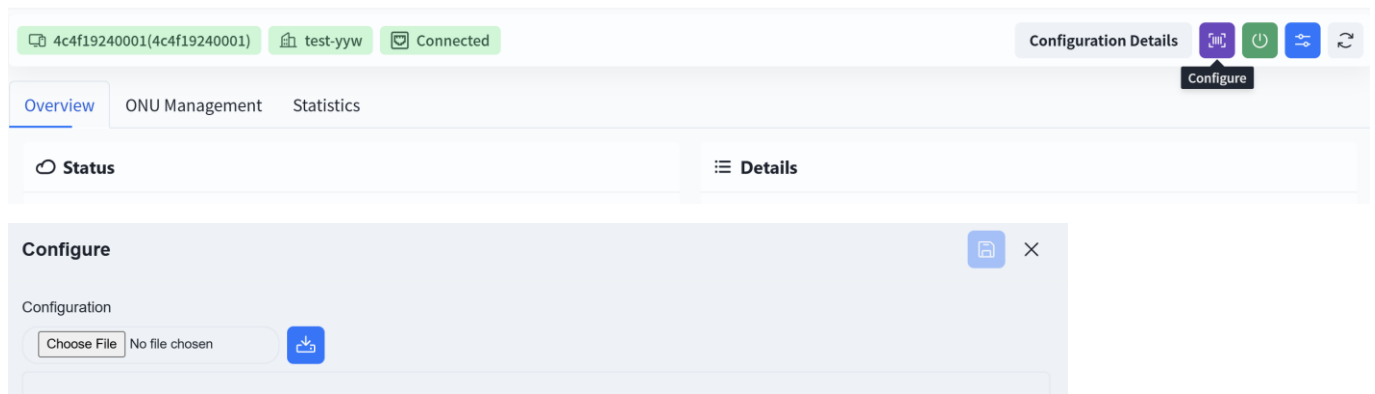 4c4f19240001(4c4f19240001) test-yyw Connected Configuration Details
Configure
Overview ONU Management Statistics
Status Details
Configure
Configuration
Choose File No file chosen